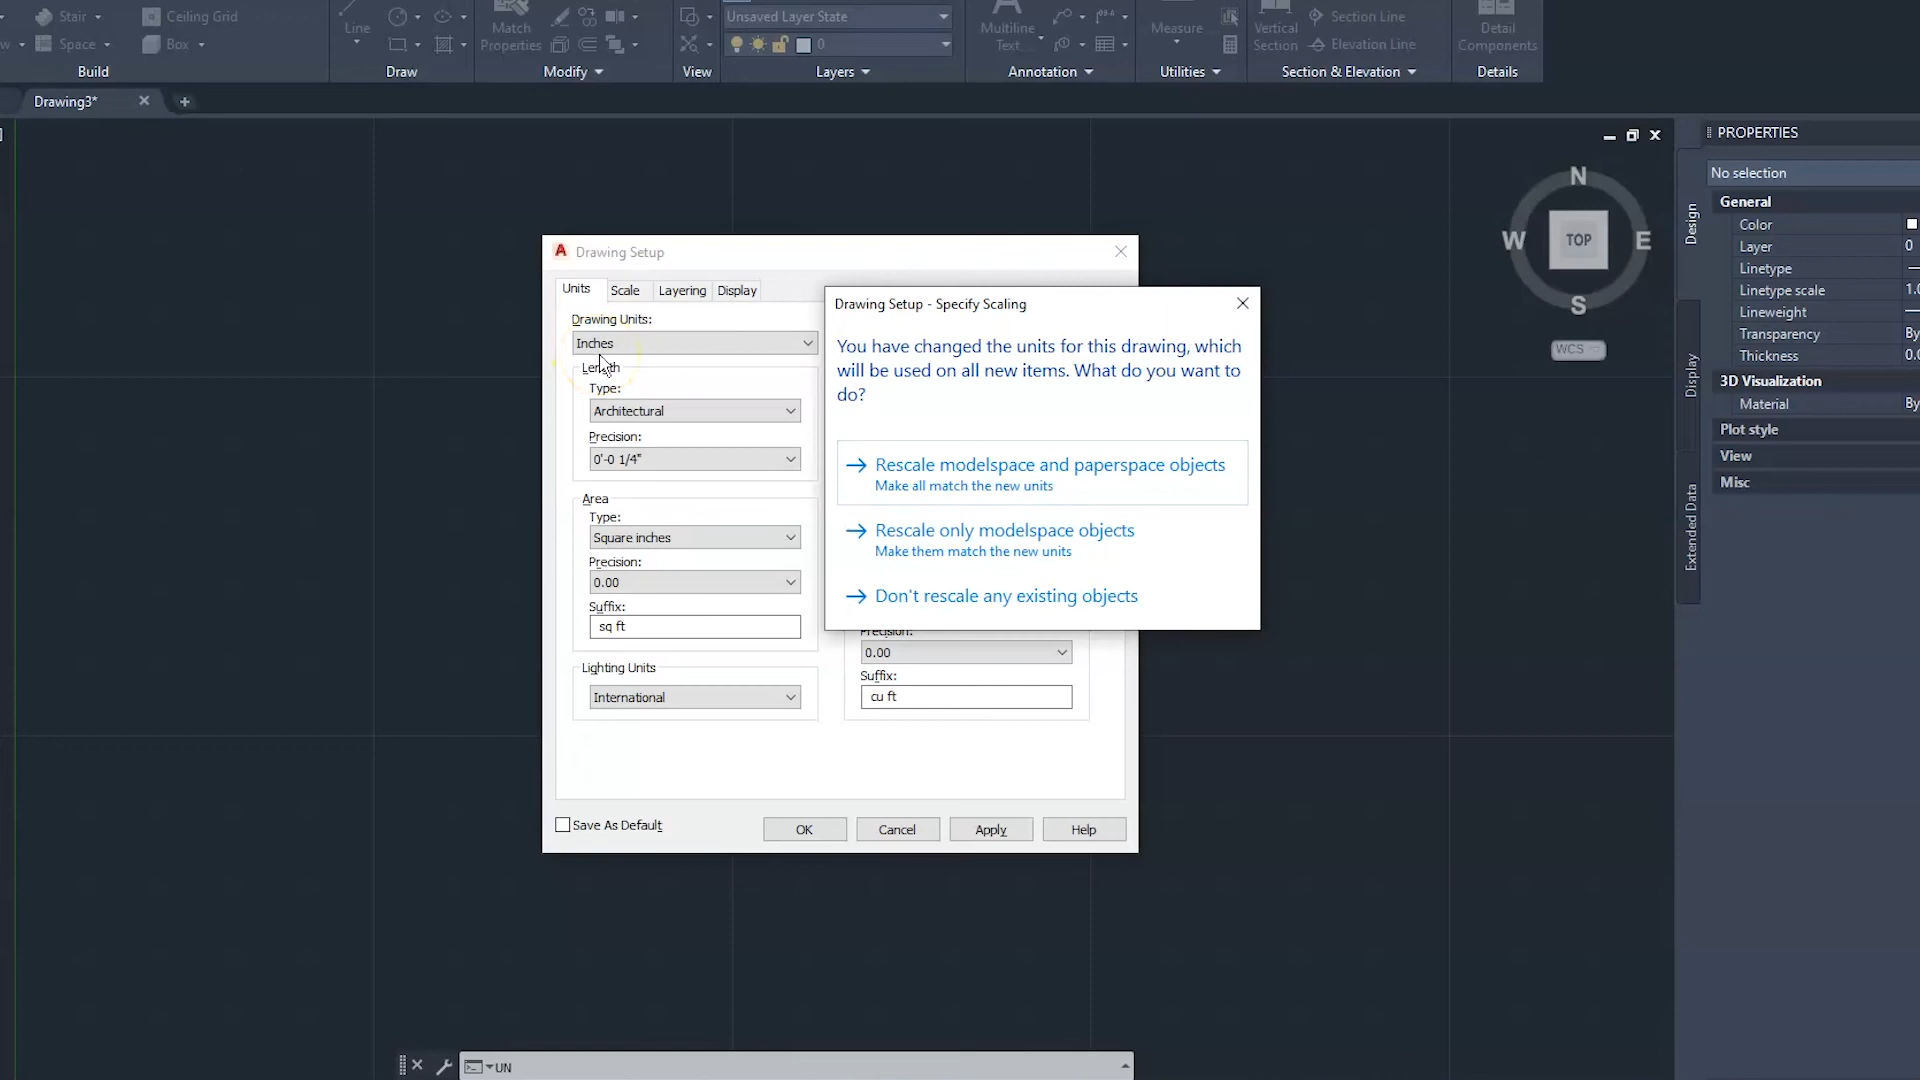 Stair
Ceiling Grid
Space
Box
Build
Line
Draw
Match
Properties
Modify
View
Unsaved Layer State
0
Layers
Multiline
Text
Annotation
Measure
Utilities
Vertical
Section
Section Line
Elevation Line
Section & Elevation
Detail
Components
Details
Drawing3*
PROPERTIES
No selection
General
Color
Layer
0
Linetype
Linetype scale
Lineweight
Transparency
By
Thickness
3D Visualization
Material
By
Plot style
View
Misc
Design
Display
Extended Data
N
W
TOP
E
S
WCS
Drawing Setup
Units
Scale
Layering
Display
Drawing Units:
Inches
Length
Type:
Architectural
Precision:
0'-0 1/4"
Area
Type:
Square inches
Precision:
0.00
Suffix:
sq ft
Lighting Units
International
Precision:
0.00
Suffix:
cu ft
Save As Default
OK
Cancel
Apply
Help
Drawing Setup - Specify Scaling
You have changed the units for this drawing, which
will be used on all new items. What do you want to
do?
Rescale modelspace and paperspace objects
Make all match the new units
Rescale only modelspace objects
Make them match the new units
Don't rescale any existing objects
UN